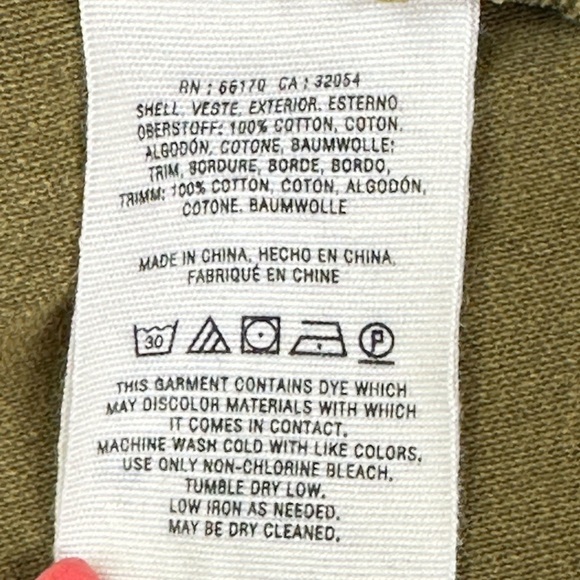 RN : 66170 CA : 32054
SHELL, VESTE, EXTERIOR, ESTERNO,
OBERSTOFF: 100% COTTON, COTON,
ALGODÓN, COTONE, BAUMWOLLE;
TRIM, BORDURE, BORDE, BORDO,
TRIMM: 100% COTTON, COTON, ALGODÓN,
COTONE, BAUMWOLLE
MADE IN CHINA, HECHO EN CHINA,
FABRIQUÉ EN CHINE
30 P
THIS GARMENT CONTAINS DYE WHICH
MAY DISCOLOR MATERIALS WITH WHICH
IT COMES IN CONTACT.
MACHINE WASH COLD WITH LIKE COLORS.
USE ONLY NON-CHLORINE BLEACH.
TUMBLE DRY LOW.
LOW IRON AS NEEDED.
MAY BE DRY CLEANED.